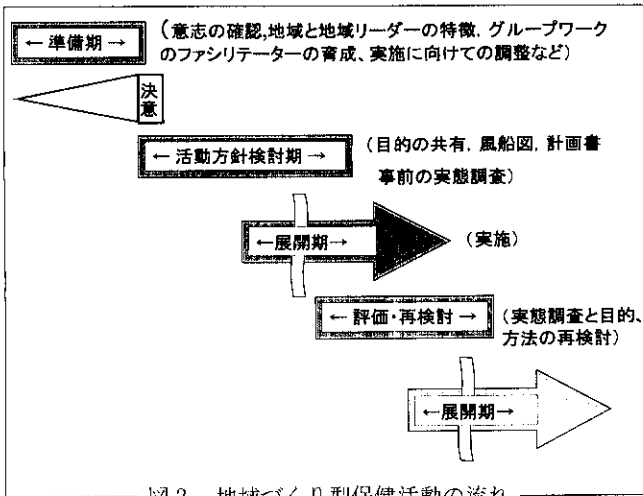 ← 準備期 →
(意志の確認,地域と地域リーダーの特徴, グループワーク
のファシリテーターの育成、実施に向けての調整など)
決意
← 活動方針検討期 →
(目的の共有, 風船図, 計画書
事前の実態調査)
←展開期→
(実施)
← 評価・再検討 →
(実態調査と目的、
方法の再検討)
←展開期→
図2 地域づくり型保健活動の流れ